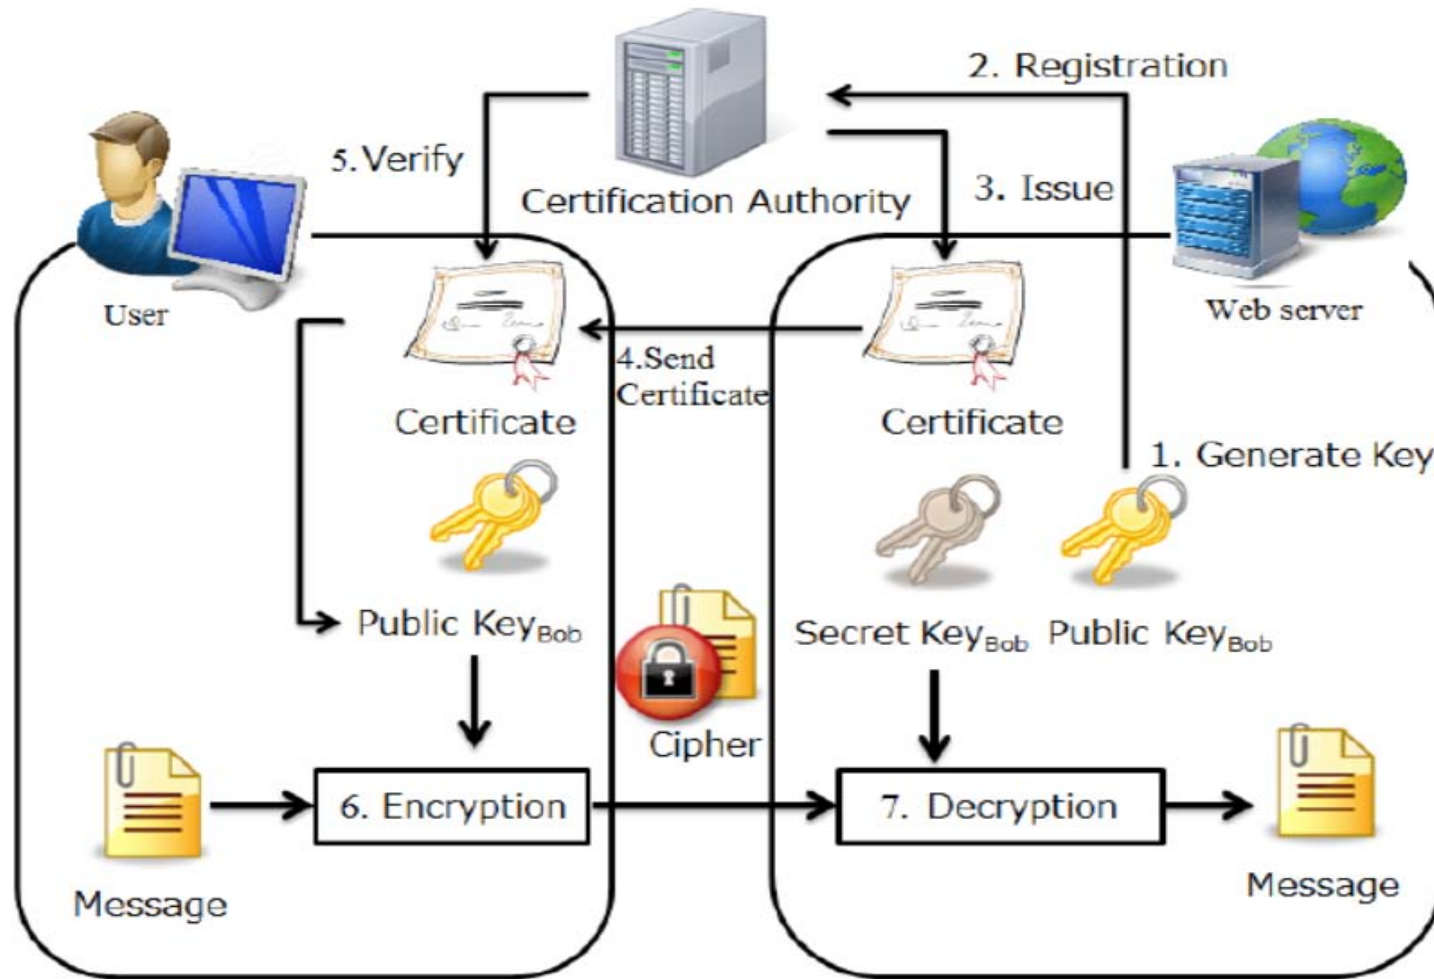 2. Registration
5. Verify
3. Issue
Certification Authority
User
Web server
4.Send
Certificate
Certificate
Certificate
1. Generate Key
Public KeyBob
Secret KeyBob
Public KeyBob
Cipher
6. Encryption
7. Decryption
Message
Message